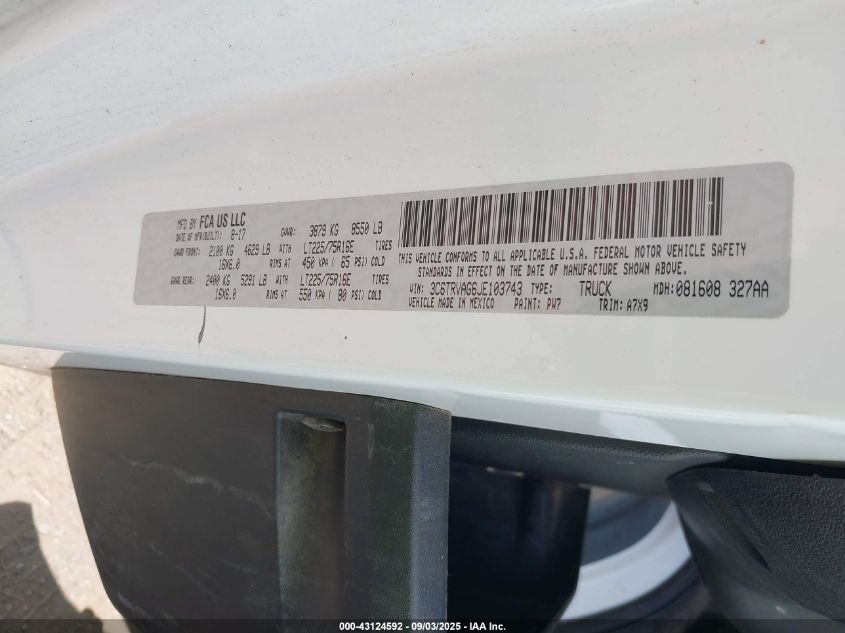 MFD BY FCA US LLC
DATE OF MFR(BUILT): 8-17 GVWR: 3879 KG 8550 LB
GAWR FRONT: 2100 KG 4629 LB WITH LT225/75R16E TIRES
16X6.0 RIMS AT 450 KPA ( 65 PSI) COLD
GAWR REAR: 2400 KG 5291 LB WITH LT225/75R16E TIRES
16X6.0 RIMS AT 550 KPA ( 80 PSI) COLD
THIS VEHICLE CONFORMS TO ALL APPLICABLE U.S.A. FEDERAL MOTOR VEHICLE SAFETY
STANDARDS IN EFFECT ON THE DATE OF MANUFACTURE SHOWN ABOVE.
VIN: 3C6TRVAG6JE103743 TYPE: TRUCK MDH:081608 327AA
VEHICLE MADE IN MEXICO PAINT: PW7 TRIM: A7X9
000-43124592 - 09/03/2025 - IAA Inc.